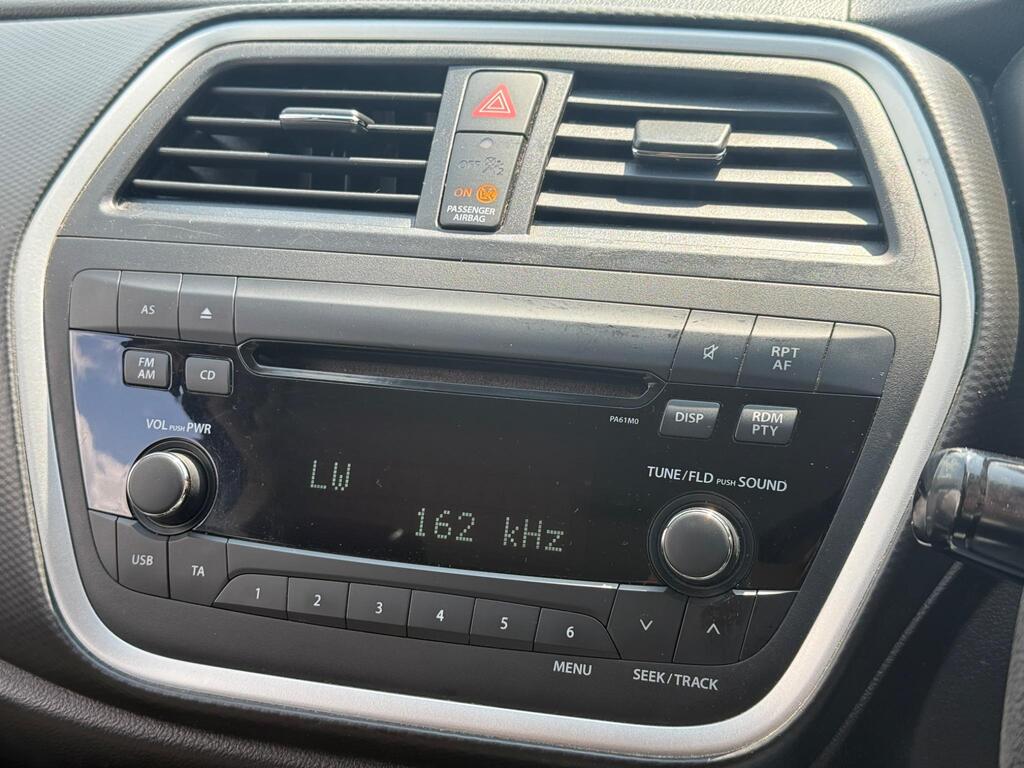 OFF 2
ON
PASSENGER
AIRBAG
AS
RPT
AF
FM
AM
CD
PA61M0
DISP
RDM
PTY
VOL PUSH PWR
TUNE/FLD PUSH SOUND
LW
162 kHz
USB
TA
1
2
3
4
5
6
MENU
SEEK/TRACK